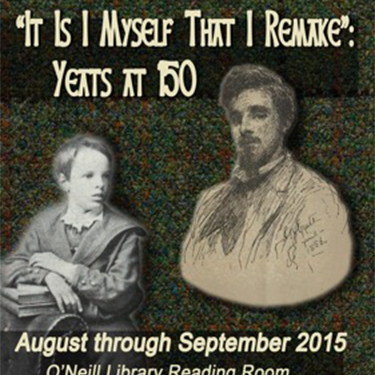 “It Is I Myself That I Remake”:
Yeats at 150
August through September 2015
O’Neill Library Reading Room